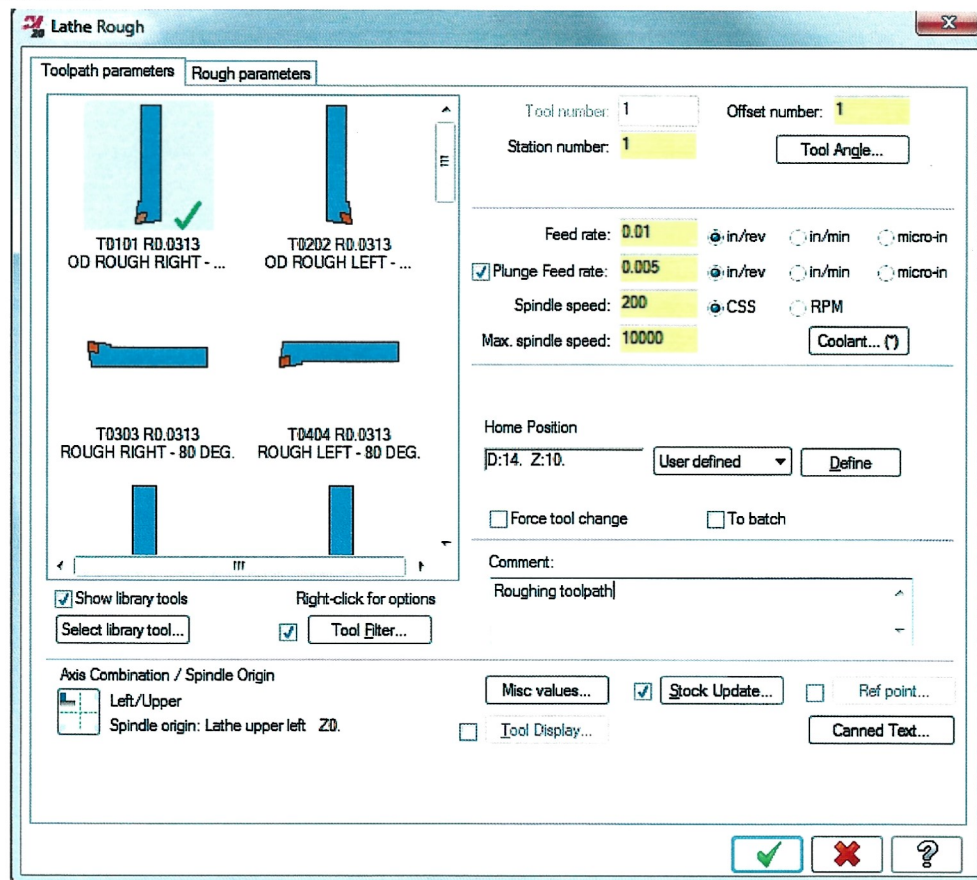 Lathe Rough
Toolpath parameters Rough parameters
T0101 R0.0313 T0202 R0.0313
OD ROUGH RIGHT - ... OD ROUGH LEFT - ...
T0303 R0.0313 T0404 R0.0313
ROUGH RIGHT - 80 DEG. ROUGH LEFT - 80 DEG.
Show library tools Right-click for options
Select library tool... Tool Filter...
Tool number: 1 Offset number: 1
Station number: 1 Tool Angle...
Feed rate: 0.01 in/rev in/min micro-in
Plunge Feed rate: 0.005 in/rev in/min micro-in
Spindle speed: 200 CSS RPM
Max. spindle speed: 10000 Coolant... (*)
Home Position
D:14. Z:10. User defined Define
Force tool change To batch
Comment:
Roughing toolpath
Axis Combination / Spindle Origin
Left/Upper
Spindle origin: Lathe upper left Z0.
Misc values... Stock Update... Ref point...
Tool Display... Canned Text...